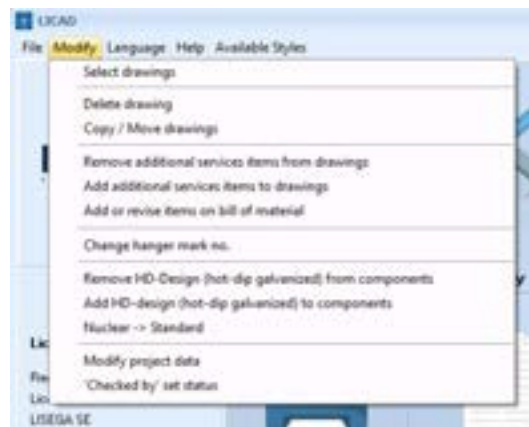 LICAD
File Modify Language Help Available Styles
Select drawings
Delete drawing
Copy / Move drawings
Remove additional services items from drawings
Add additional services items to drawings
Add or revise items on bill of material
Change hanger mark no.
Remove HD-Design (hot-dip galvanized) from components
Add HD-design (hot-dip galvanized) to components
Nuclear -> Standard
Modify project data
'Checked by' set status
LISEGA SE